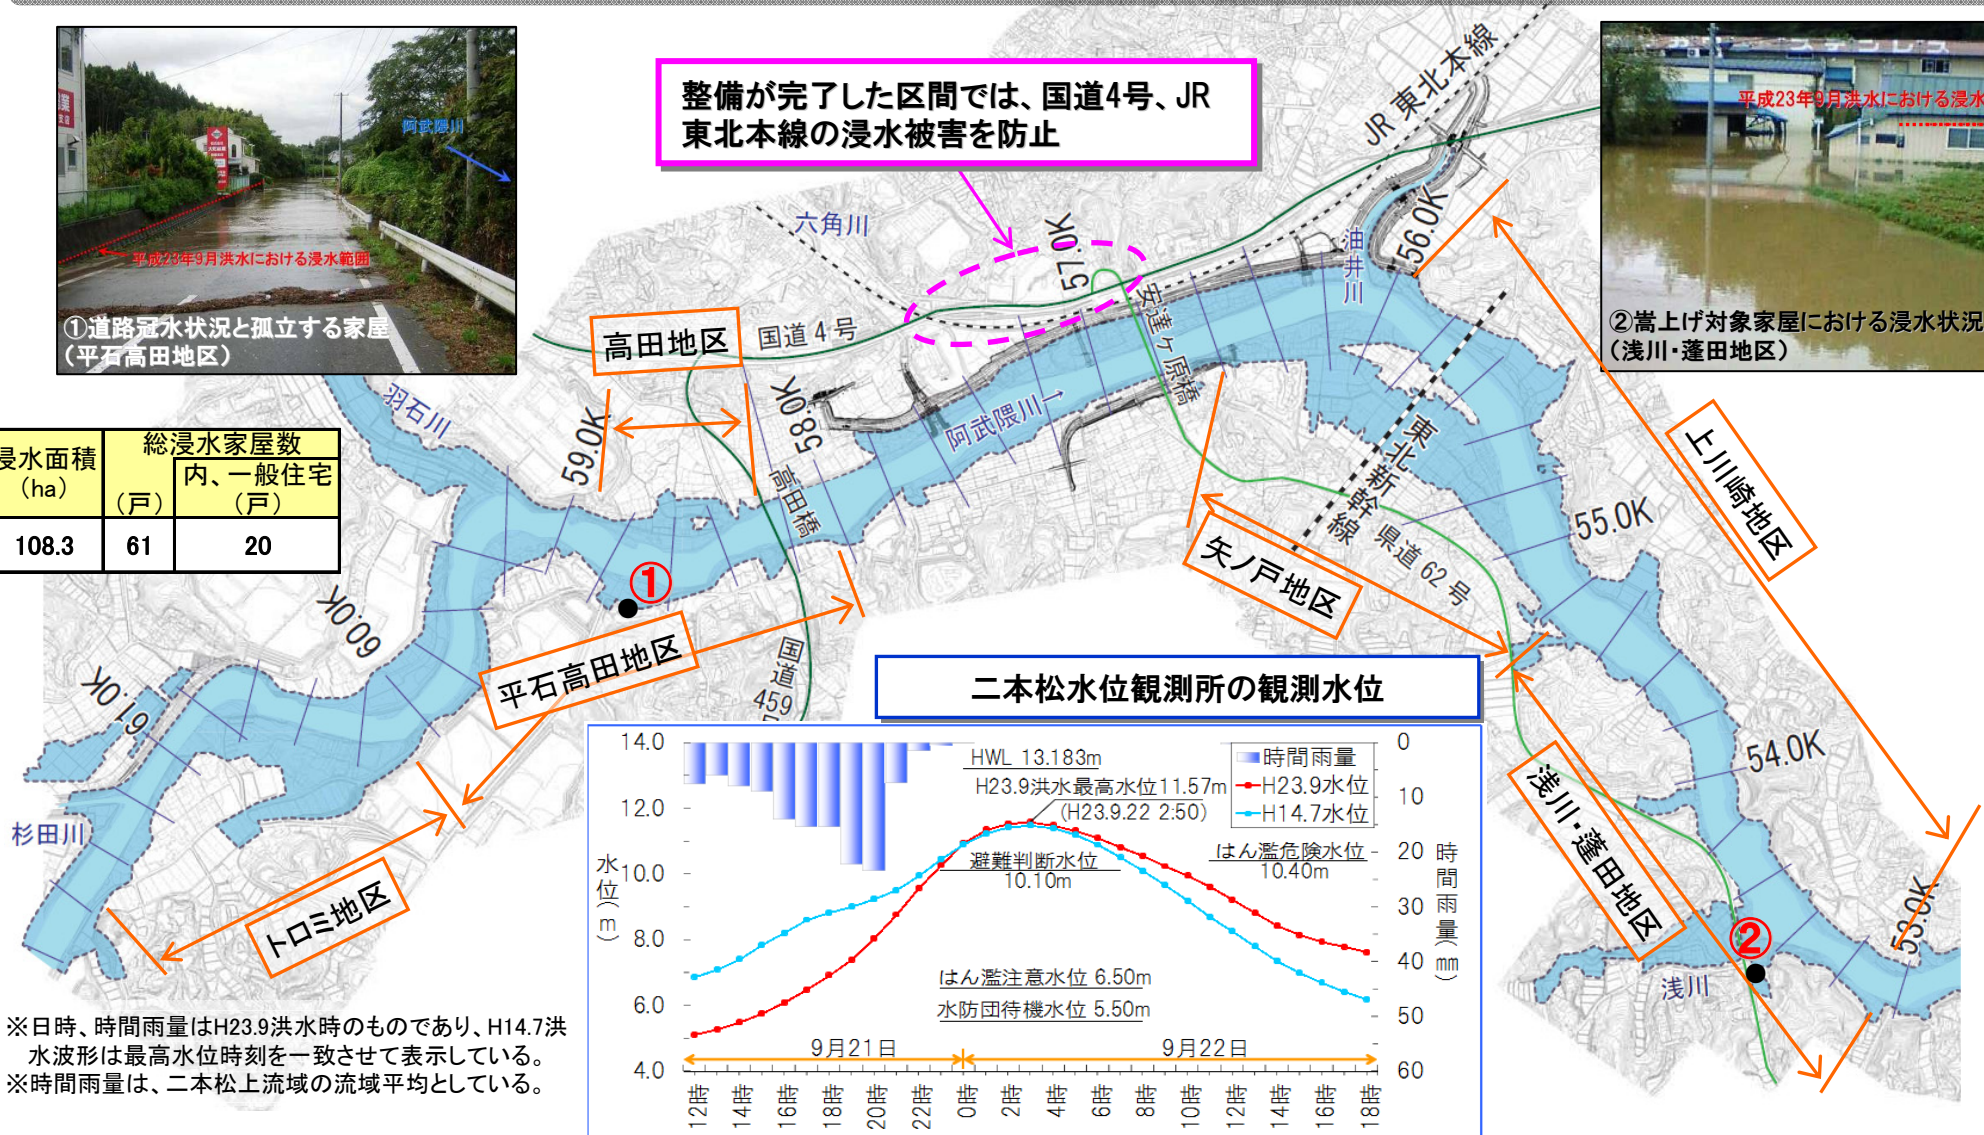 整備が完了した区間では、国道4号、JR
東北本線の浸水被害を防止
阿武隈川
平成23年9月洪水における浸水範囲
①道路冠水状況と孤立する家屋
（平石高田地区）
平成23年9月洪水における浸水
②嵩上げ対象家屋における浸水状況
（浅川・蓬田地区）
JR 東北本線
六角川
57.0K
56.0K
油井川
安達ヶ原橋
高田地区
国道 4 号
58.0K
59.0K
羽石川
阿武隈川→
高田橋
東北新幹線
上川崎地区
55.0K
矢ノ戸地区
県道 62 号
浸水面積
（ha）
総浸水家屋数
（戸）
内、一般住宅
（戸）
108.3
61
20
①
60.0K
平石高田地区
国道
459
61.0K
杉田川
トロミ地区
54.0K
浅川・蓬田地区
53.0K
②
浅川
二本松水位観測所の観測水位
14.0
12.0
10.0
8.0
6.0
4.0
水位(m)
HWL 13.183m
H23.9洪水最高水位11.57m
(H23.9.22 2:50)
時間雨量
H23.9水位
H14.7水位
避難判断水位
10.10m
はん濫危険水位
10.40m
はん濫注意水位 6.50m
水防団待機水位 5.50m
9月21日
9月22日
0
10
20
30
40
50
60
時間雨量(mm)
12時
14時
16時
18時
20時
22時
0時
2時
4時
6時
8時
10時
12時
14時
16時
18時
※日時、時間雨量はH23.9洪水時のものであり、H14.7洪
水波形は最高水位時刻を一致させて表示している。
※時間雨量は、二本松上流域の流域平均としている。